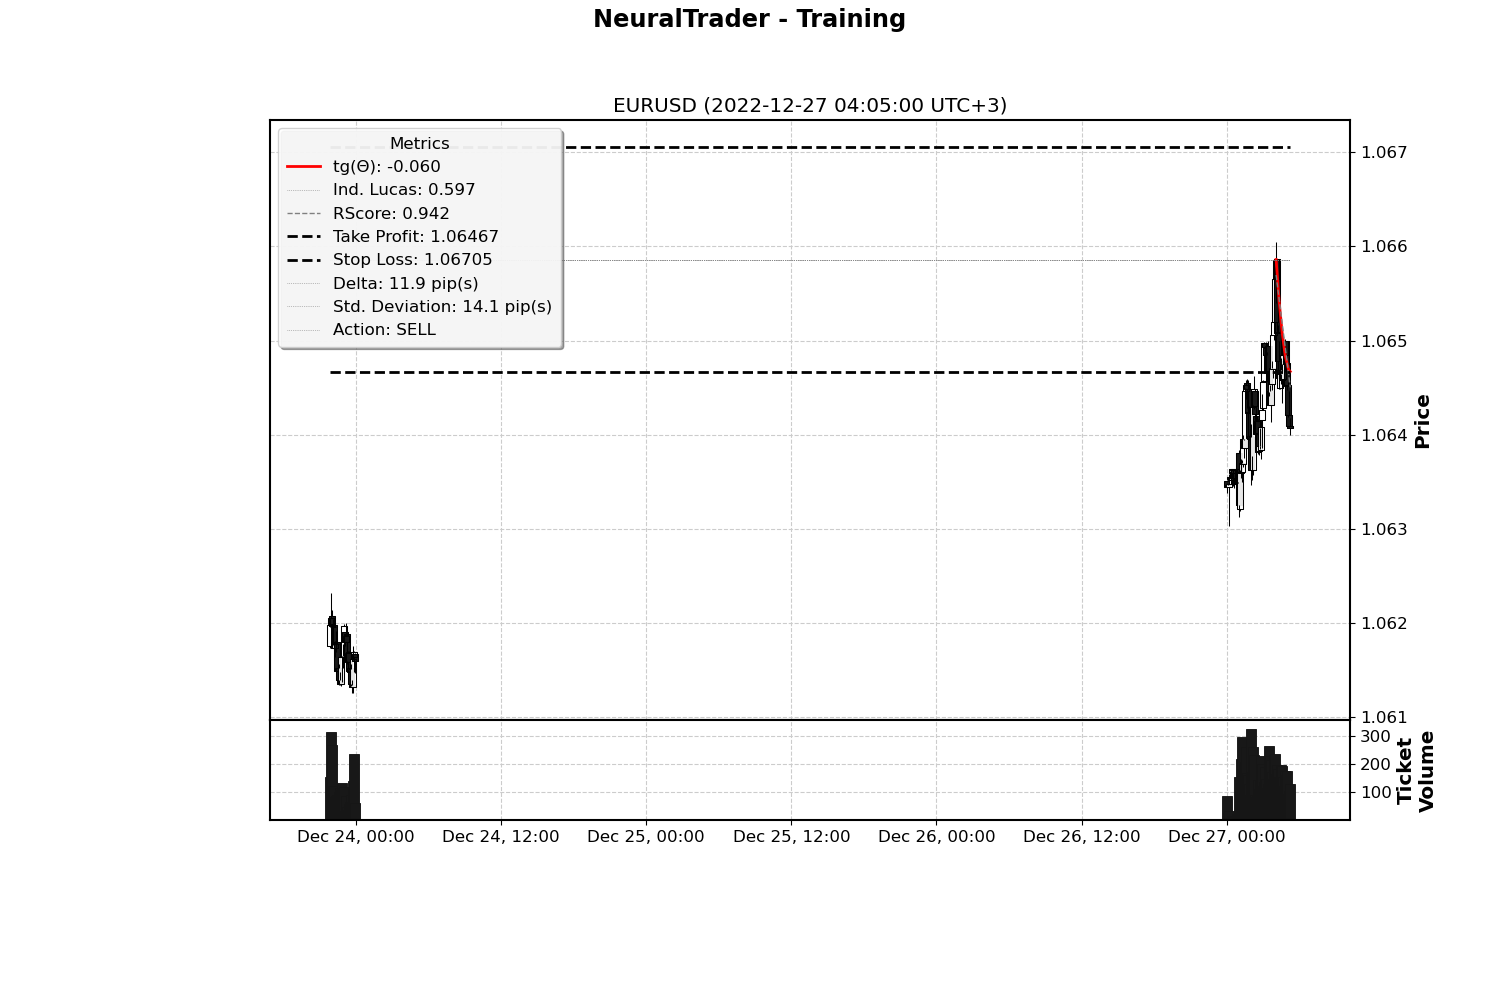 NeuralTrader - Training
EURUSD (2022-12-27 04:05:00 UTC+3)
Metrics
tg(Θ): -0.060
Ind. Lucas: 0.597
RScore: 0.942
Take Profit: 1.06467
Stop Loss: 1.06705
Delta: 11.9 pip(s)
Std. Deviation: 14.1 pip(s)
Action: SELL
1.067
1.066
1.065
1.064
1.063
1.062
1.061
Price
300
200
100
Ticket
Volume
Dec 24, 00:00
Dec 24, 12:00
Dec 25, 00:00
Dec 25, 12:00
Dec 26, 00:00
Dec 26, 12:00
Dec 27, 00:00